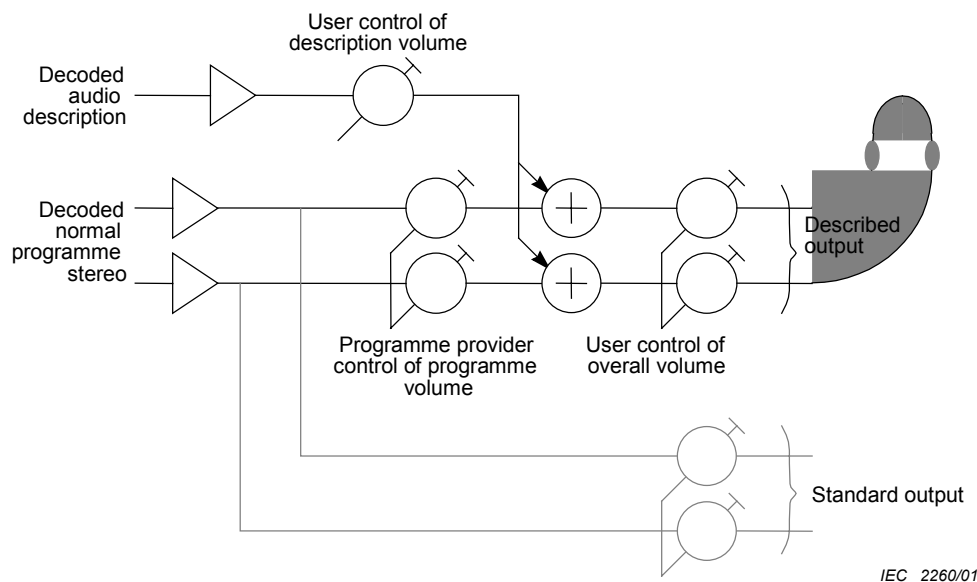 User control of
description volume
Decoded
audio
description
Decoded
normal
programme
stereo
Described
output
Programme provider
control of programme
volume
User control of
overall volume
Standard output
IEC 2260/01